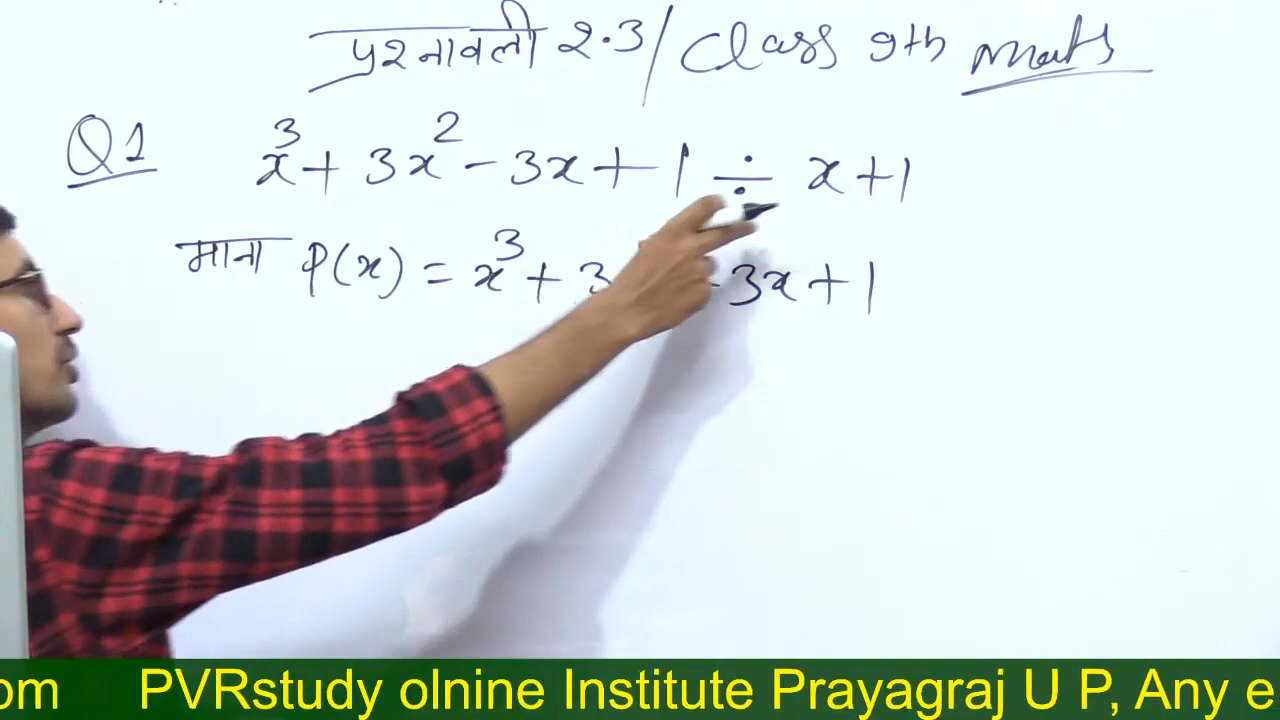 प्रश्नावली 2.3 / Class 9th Maths
Q1 x³ + 3x² - 3x + 1 ÷ x + 1
माना p(x) = x³ + 3 - 3x + 1
om PVRstudy olnine Institute Prayagraj U P, Any e